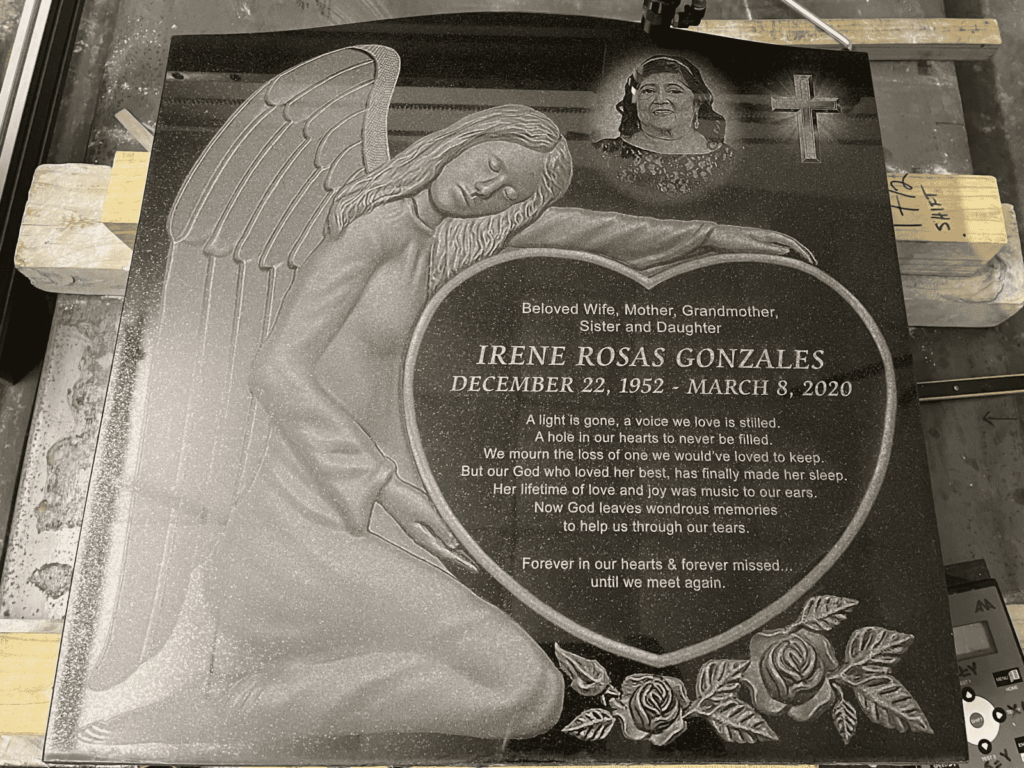 1 1/2
SHIFT
Beloved Wife, Mother, Grandmother,
Sister and Daughter
IRENE ROSAS GONZALES
DECEMBER 22, 1952 - MARCH 8, 2020
A light is gone, a voice we love is stilled.
A hole in our hearts to never be filled.
We mourn the loss of one we would've loved to keep.
But our God who loved her best, has finally made her sleep.
Her lifetime of love and joy was music to our ears.
Now God leaves wondrous memories
to help us through our tears.
Forever in our hearts & forever missed...
until we meet again.
MENU